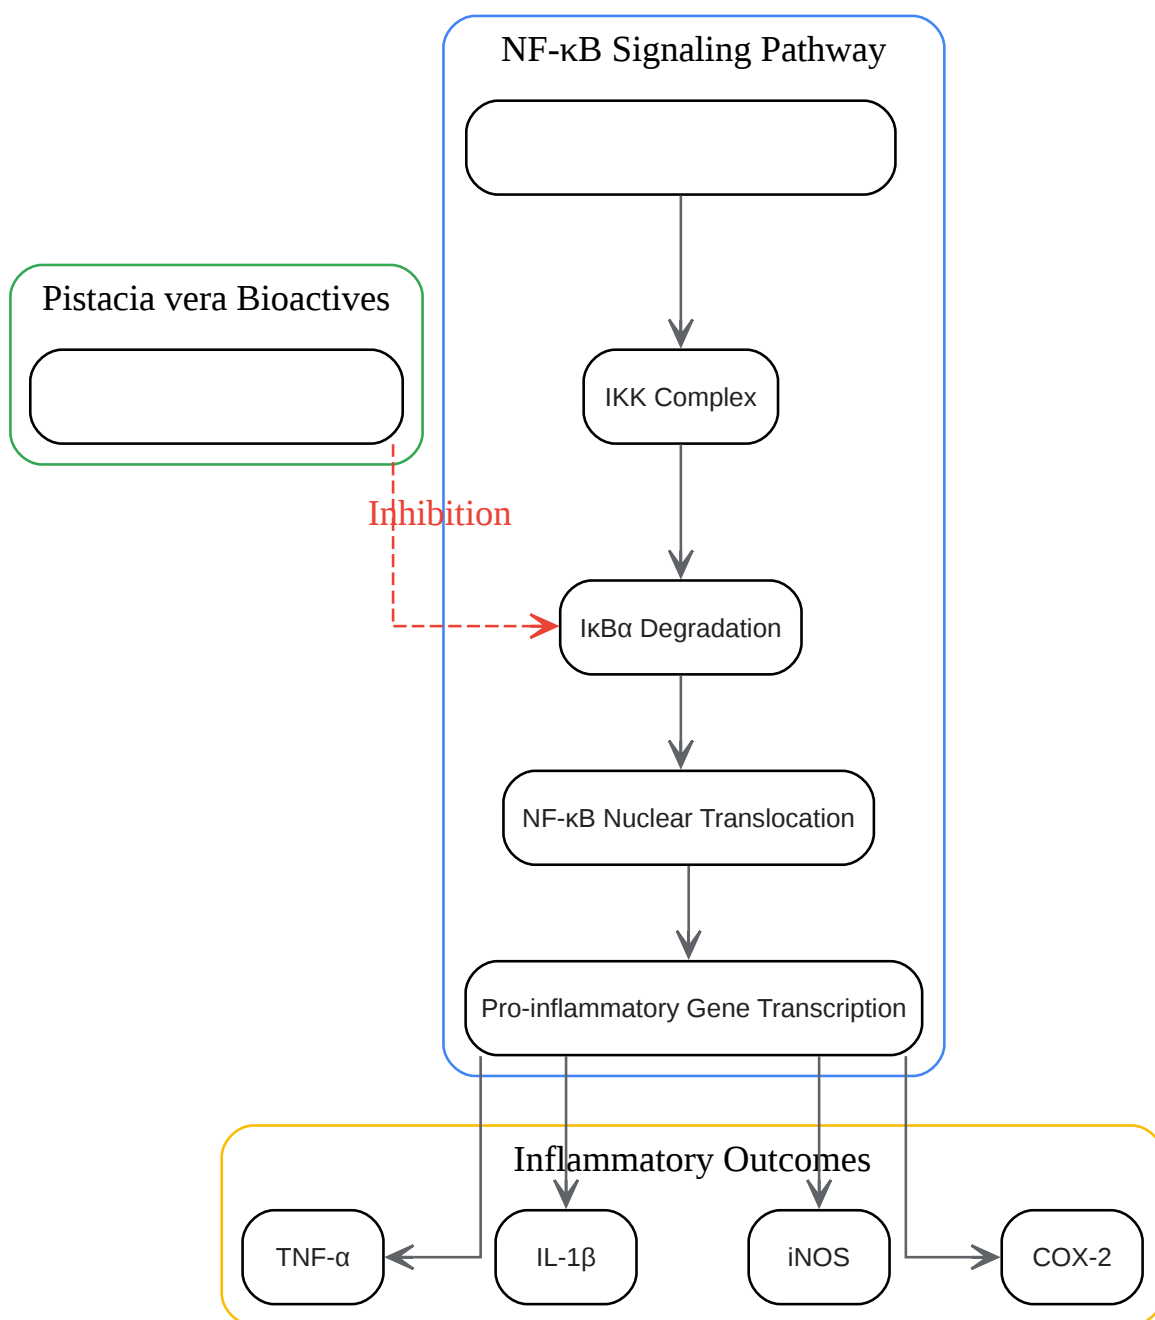 NF-κB Signaling Pathway
Pistacia vera Bioactives
IKK Complex
Inhibition
IκBα Degradation
NF-κB Nuclear Translocation
Pro-inflammatory Gene Transcription
Inflammatory Outcomes
TNF-α
IL-1β
iNOS
COX-2